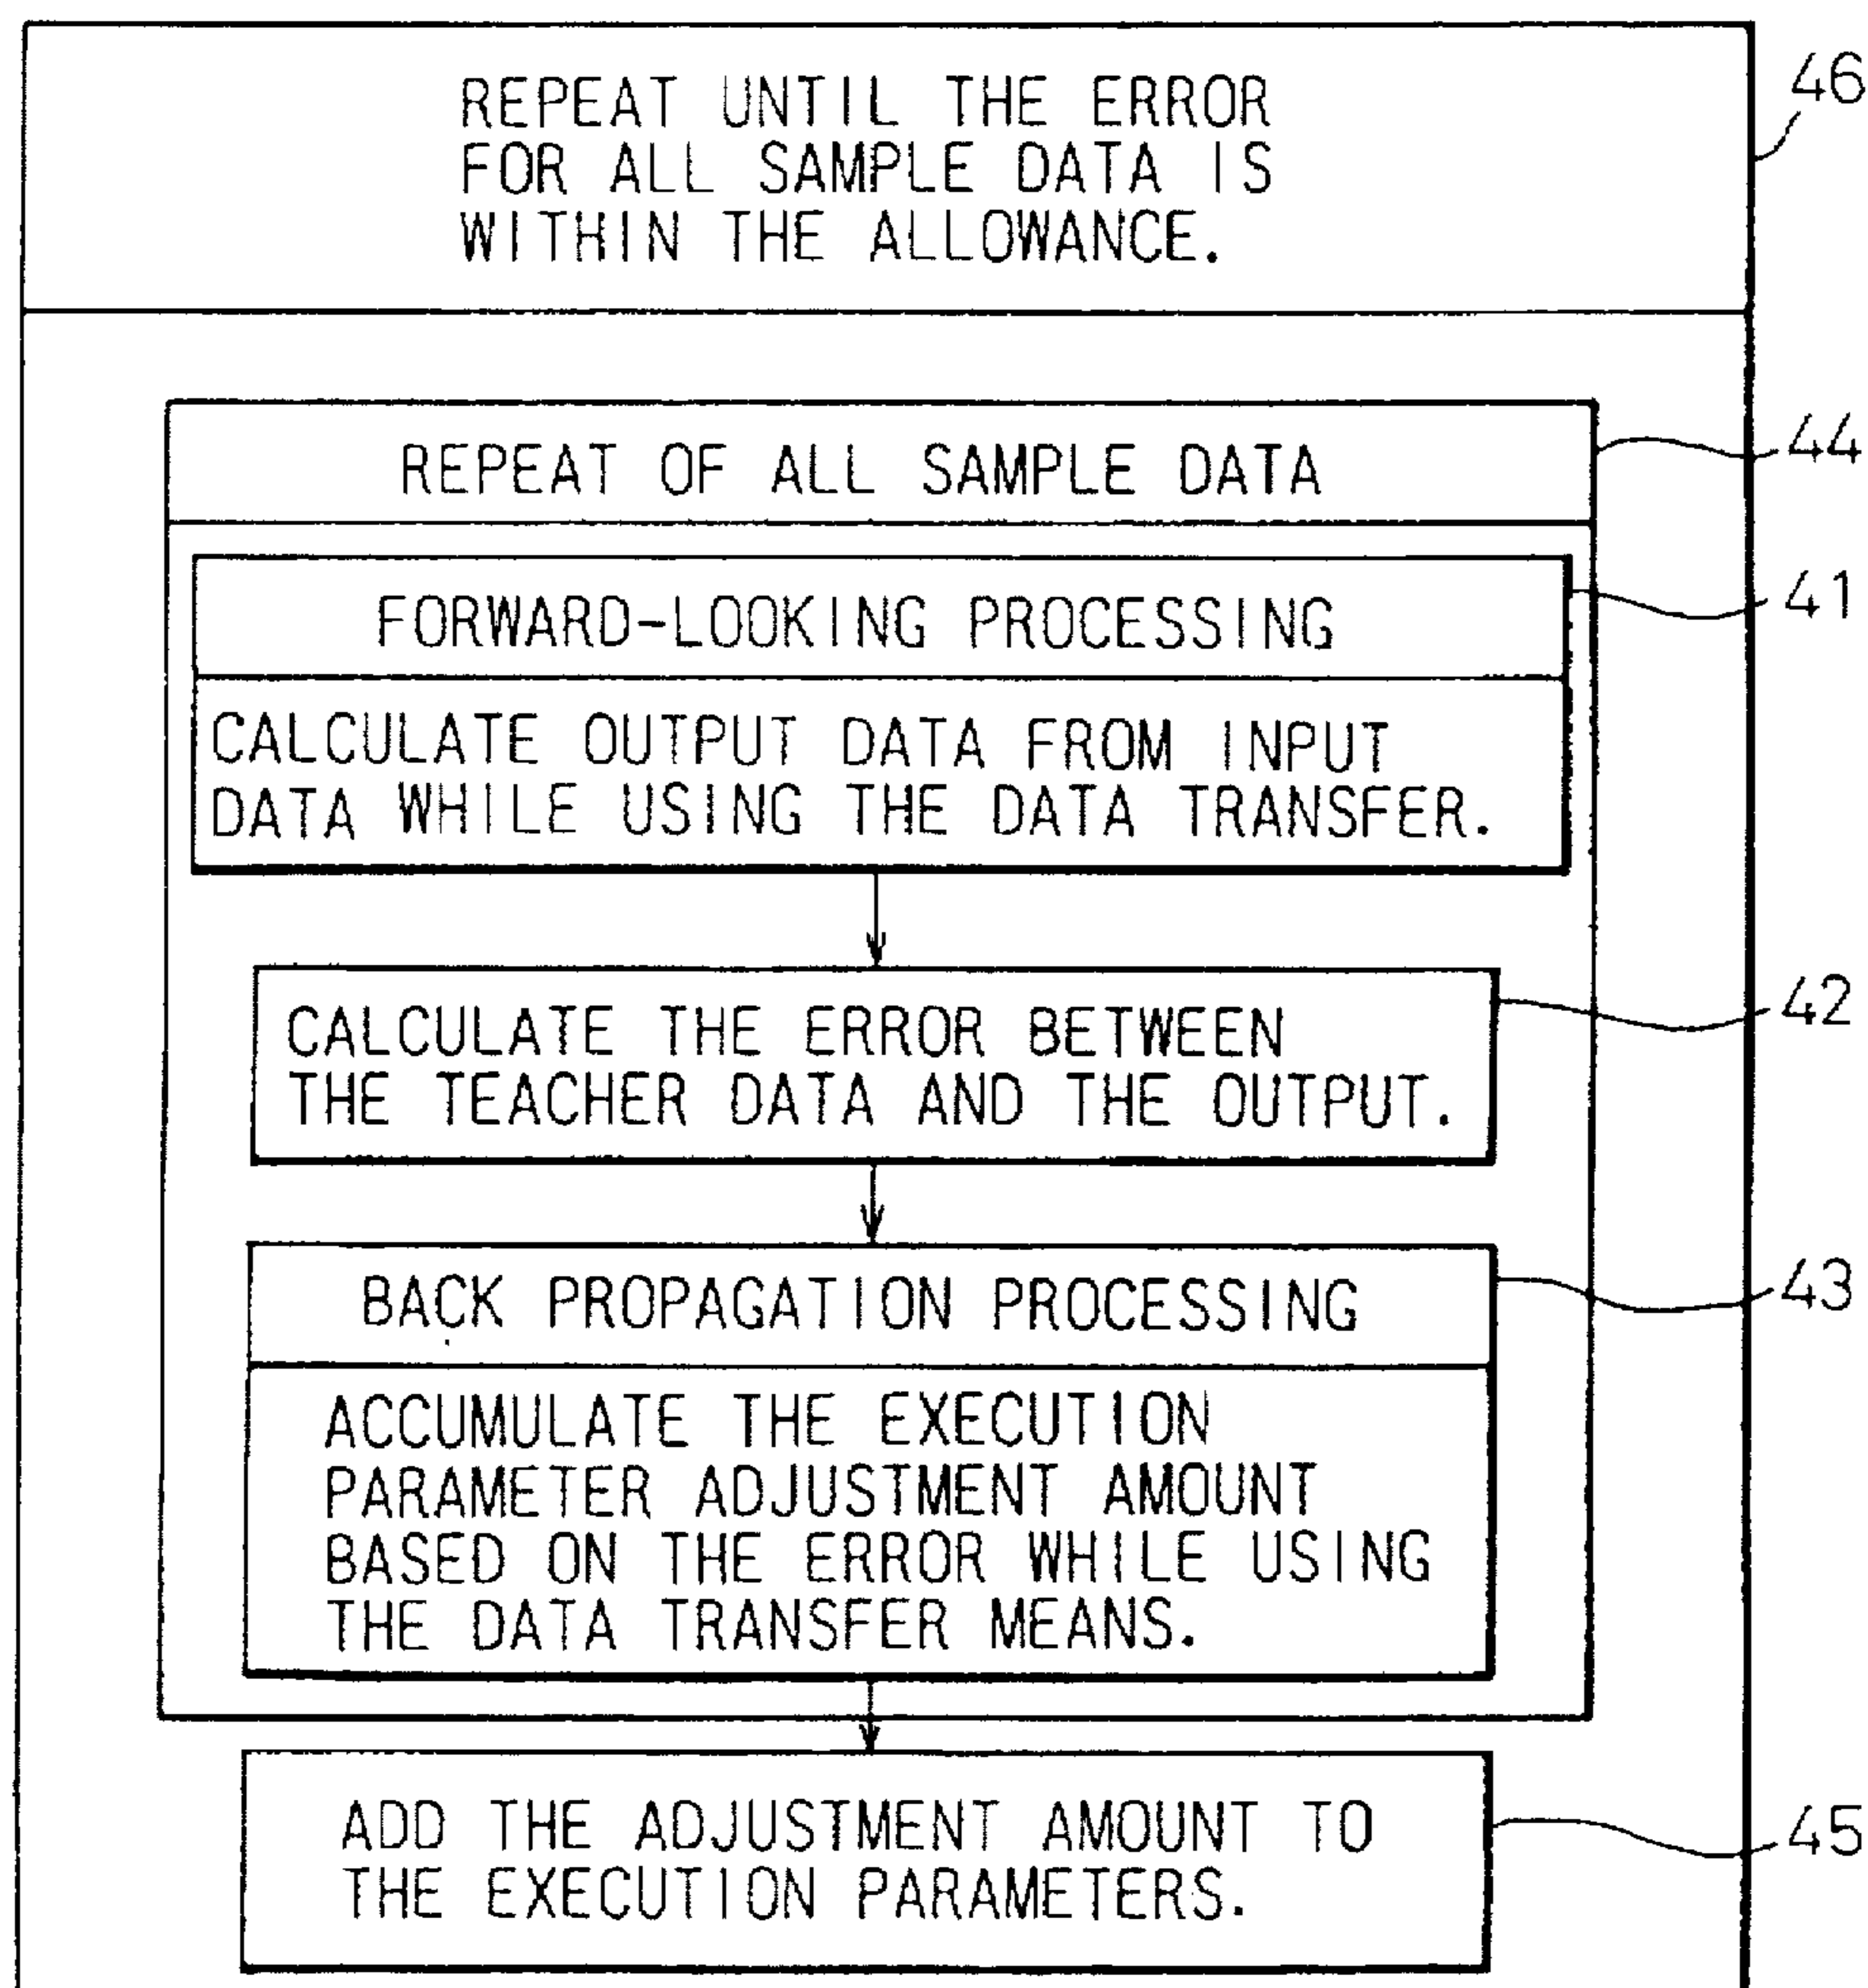 REPEAT UNTIL THE ERROR
FOR ALL SAMPLE DATA IS
WITHIN THE ALLOWANCE.
46
REPEAT OF ALL SAMPLE DATA
44
FORWARD-LOOKING PROCESSING
41
CALCULATE OUTPUT DATA FROM INPUT
DATA WHILE USING THE DATA TRANSFER.
CALCULATE THE ERROR BETWEEN
THE TEACHER DATA AND THE OUTPUT.
42
BACK PROPAGATION PROCESSING
43
ACCUMULATE THE EXECUTION
PARAMETER ADJUSTMENT AMOUNT
BASED ON THE ERROR WHILE USING
THE DATA TRANSFER MEANS.
ADD THE ADJUSTMENT AMOUNT TO
THE EXECUTION PARAMETERS.
45